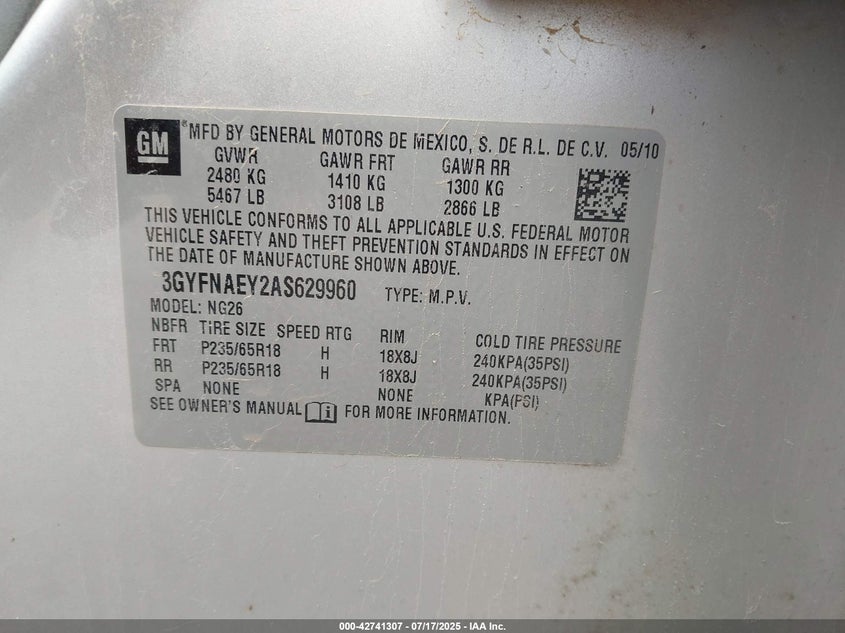 GM
®MFD BY GENERAL MOTORS DE MEXICO, S. DE R.L. DE C.V. 05/10
GVWR GAWR FRT GAWR RR
2480 KG 1410 KG 1300 KG
5467 LB 3108 LB 2866 LB
THIS VEHICLE CONFORMS TO ALL APPLICABLE U.S. FEDERAL MOTOR
VEHICLE SAFETY AND THEFT PREVENTION STANDARDS IN EFFECT ON
THE DATE OF MANUFACTURE SHOWN ABOVE.
3GYFNAEY2AS629960 TYPE: M.P.V.
MODEL: NG26
NBFR TIRE SIZE SPEED RTG RIM COLD TIRE PRESSURE
FRT P235/65R18 H 18X8J 240KPA(35PSI)
RR P235/65R18 H 18X8J 240KPA(35PSI)
SPA NONE NONE KPA(PSI)
SEE OWNER'S MANUAL i FOR MORE INFORMATION.
000-42741307 - 07/17/2025 - IAA Inc.